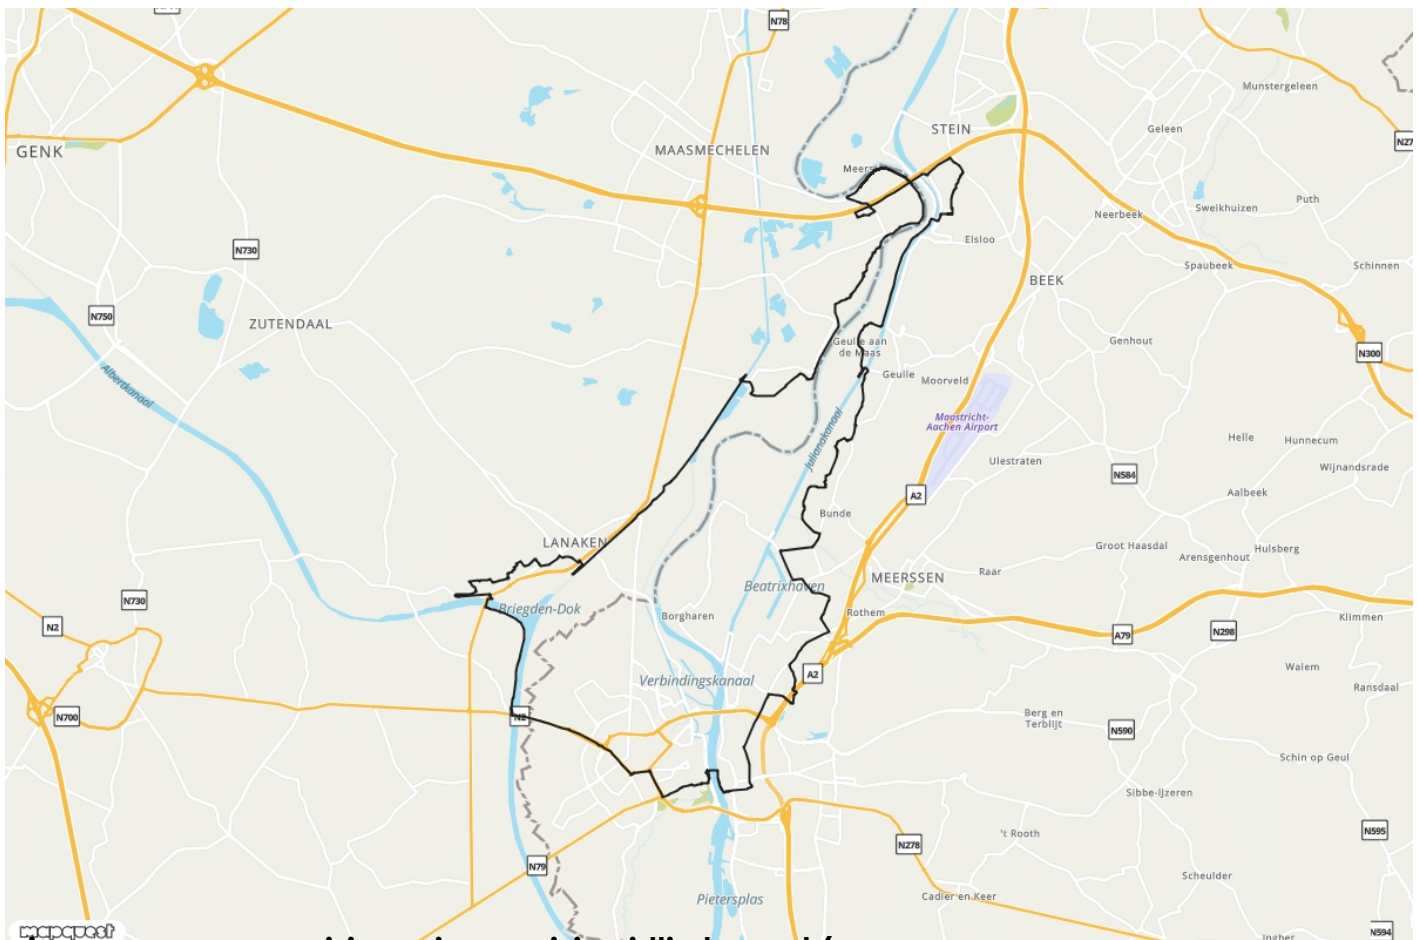 N78
STEIN
Munstergeleen
Geleen
N27
GENK
MAASMECHELEN
Meers
Puth
Sweikhuizen
Neerbeek
N730
Elsloo
Spaubeek
Schinnen
BEEK
N750
ZUTENDAAL
Geulle aan
de Maas
Genhout
N300
Albertkanaal
Geulle
Moorveld
Maastricht-
Aachen Airport
Julianakanaal
Helle
Hunnecum
Ulestraten
Wijnandsrade
N584
A2
Aalbeek
Bunde
LANAKEN
Groot Haasdal
Hulsberg
Arensgenhout
MEERSSEN
Raar
Beatrixhaven
N730
Briegden-Dok
Borgharen
Rothem
Klimmen
N2
A79
N298
Walem
A2
Verbindingskanaal
Ransdaal
N700
N2
Berg en
Terblijt
N590
Schin op Geul
Sibbe-IJzeren
't Rooth
N595
N278
N79
Scheulder
Cadier en Keer
Pietersplas
mapquest
N594
Ingher